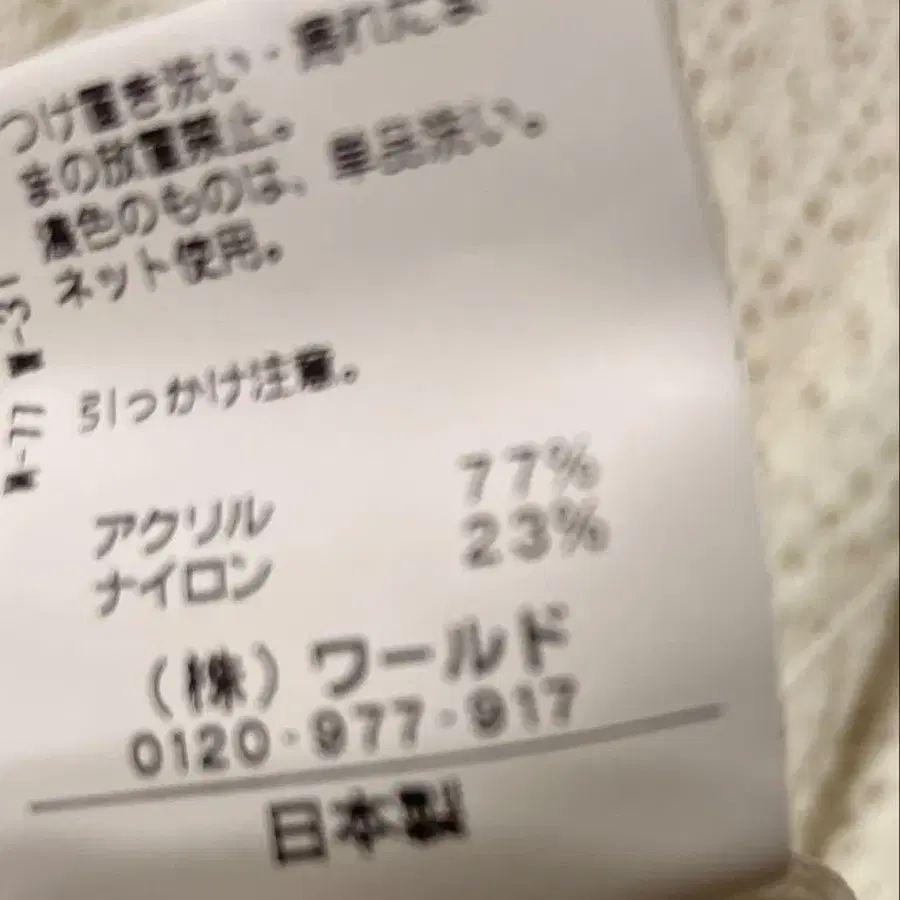 つけ置き洗い・濡れたま
まの放置禁止。
濃色のものは、単品洗い。
ネット使用。
引っかけ注意。
アクリル 77%
ナイロン 23%
(株)ワールド
0120・977・917
日本製